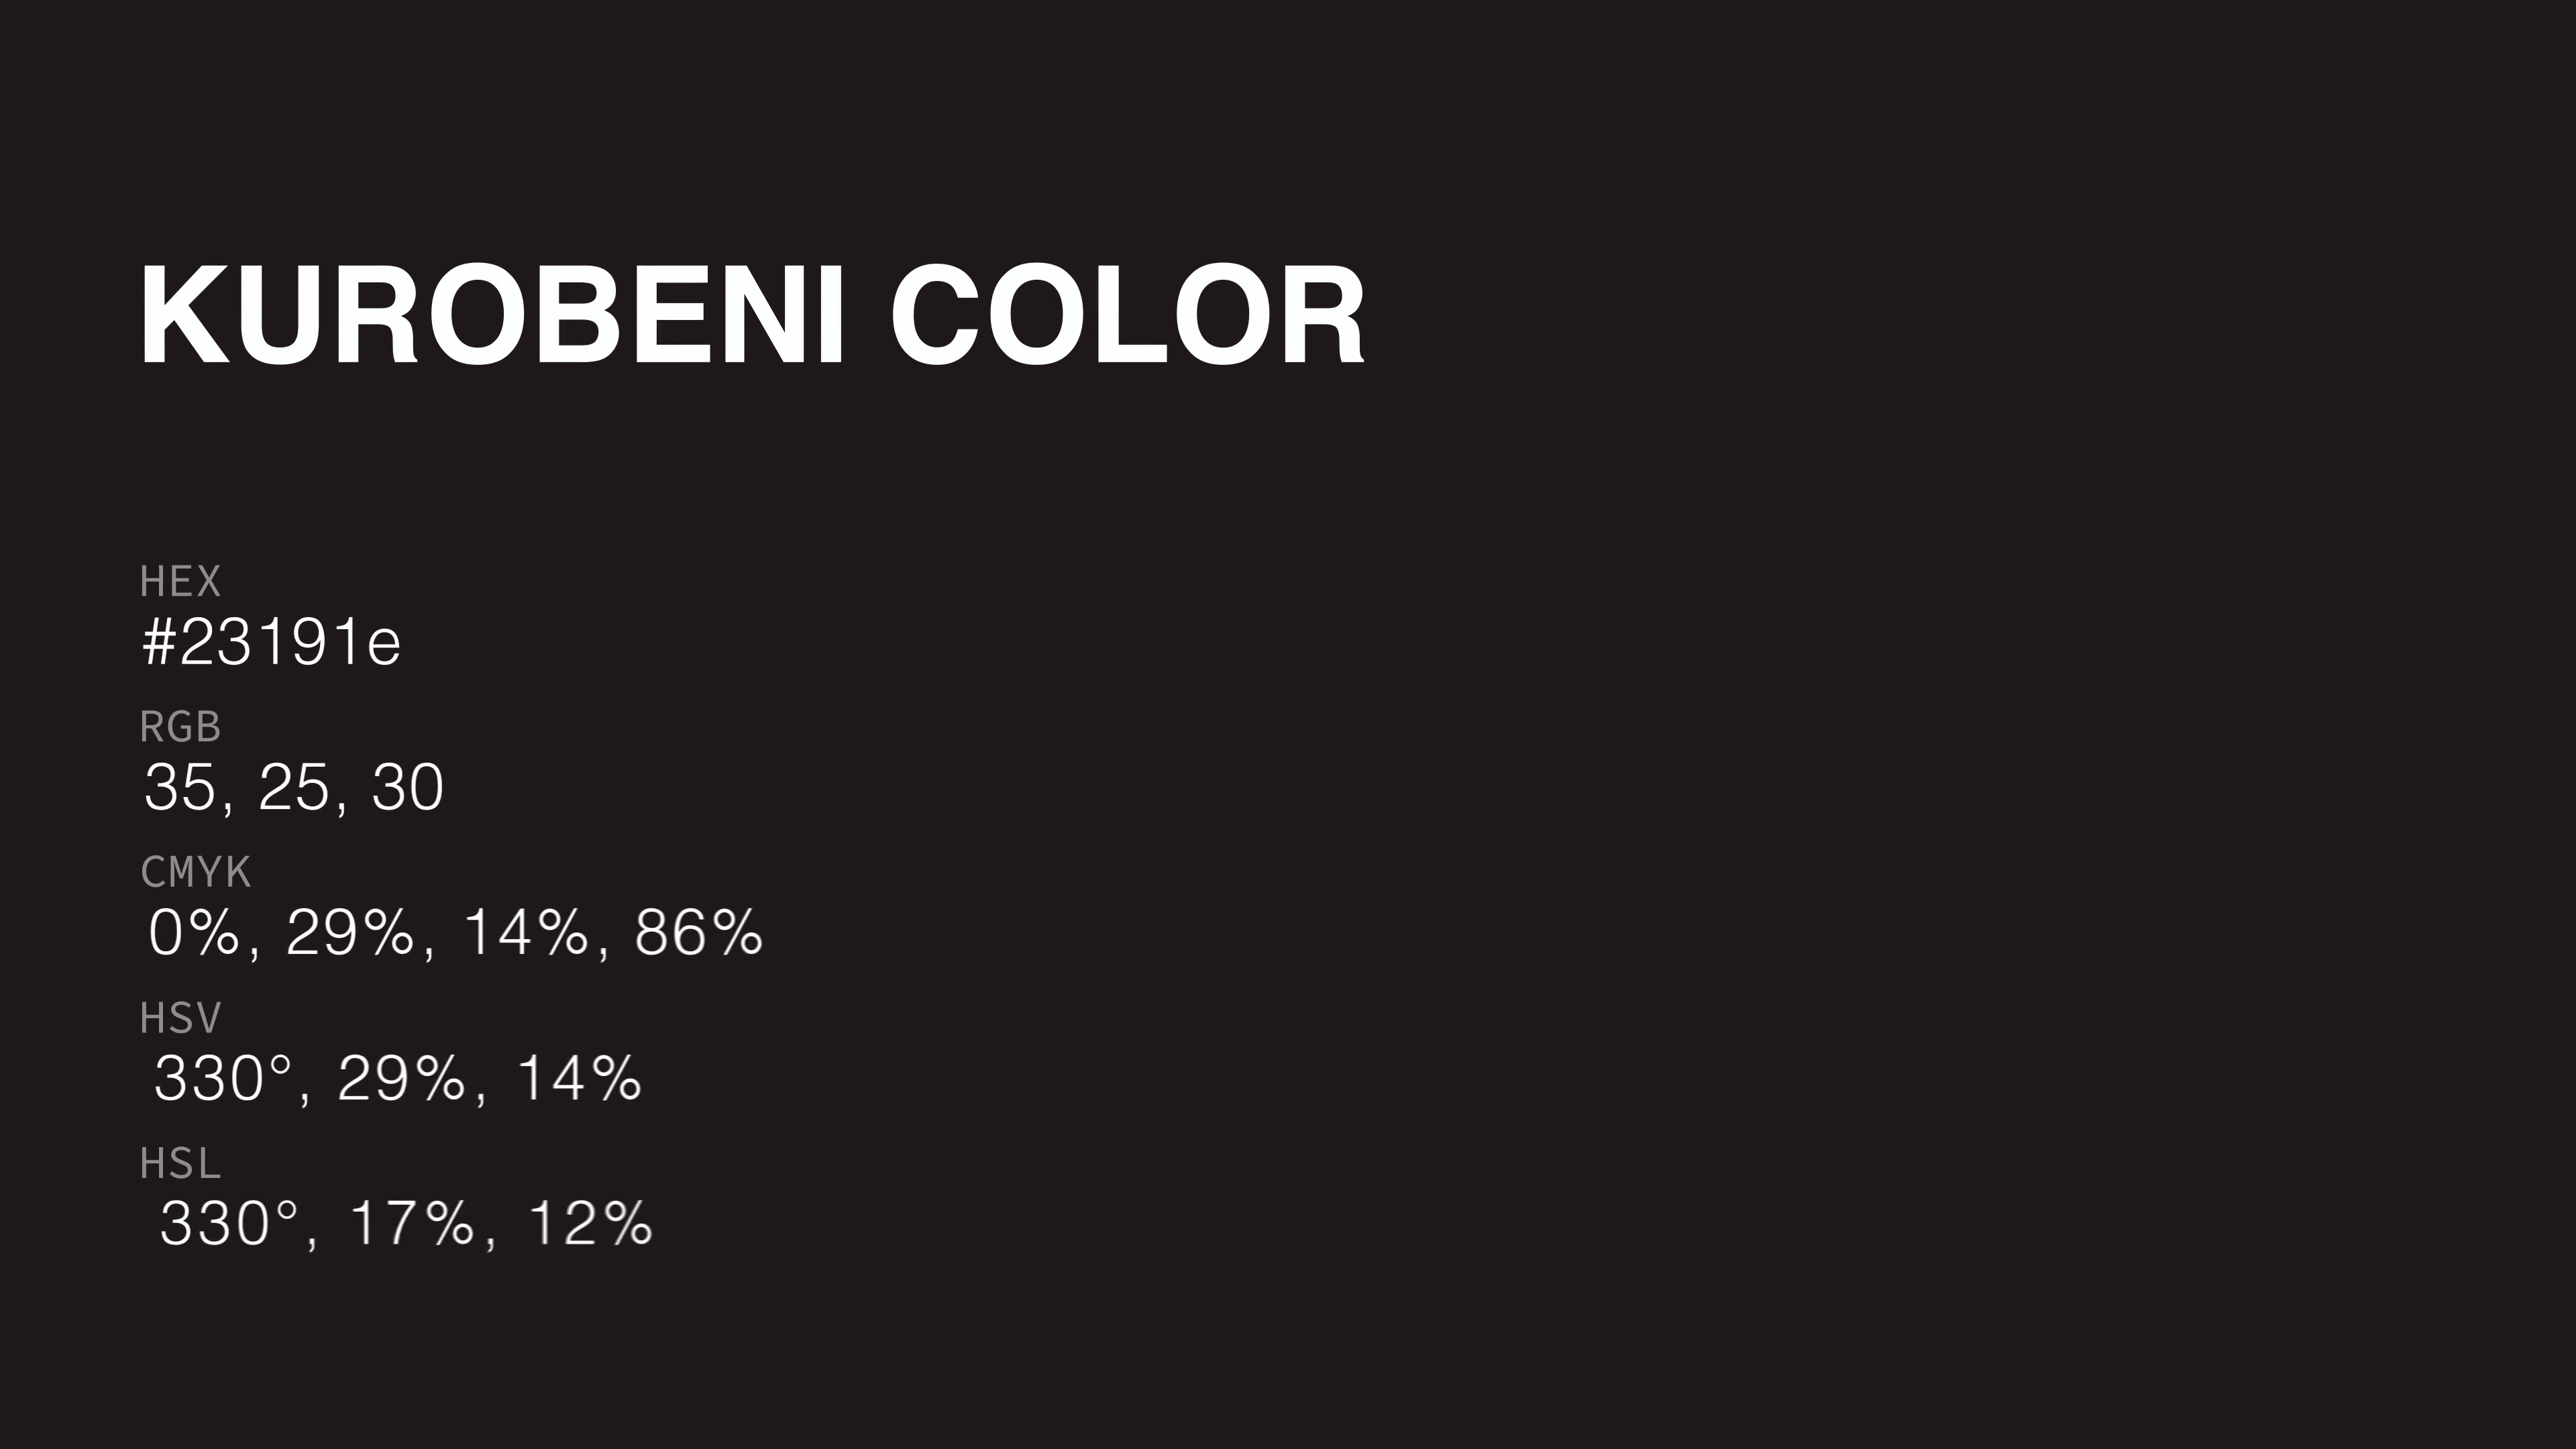 KUROBENI COLOR
HEX
#23191e
RGB
35, 25, 30
CMYK
0%, 29%, 14%, 86%
HSV
330°, 29%, 14%
HSL
330°, 17%, 12%